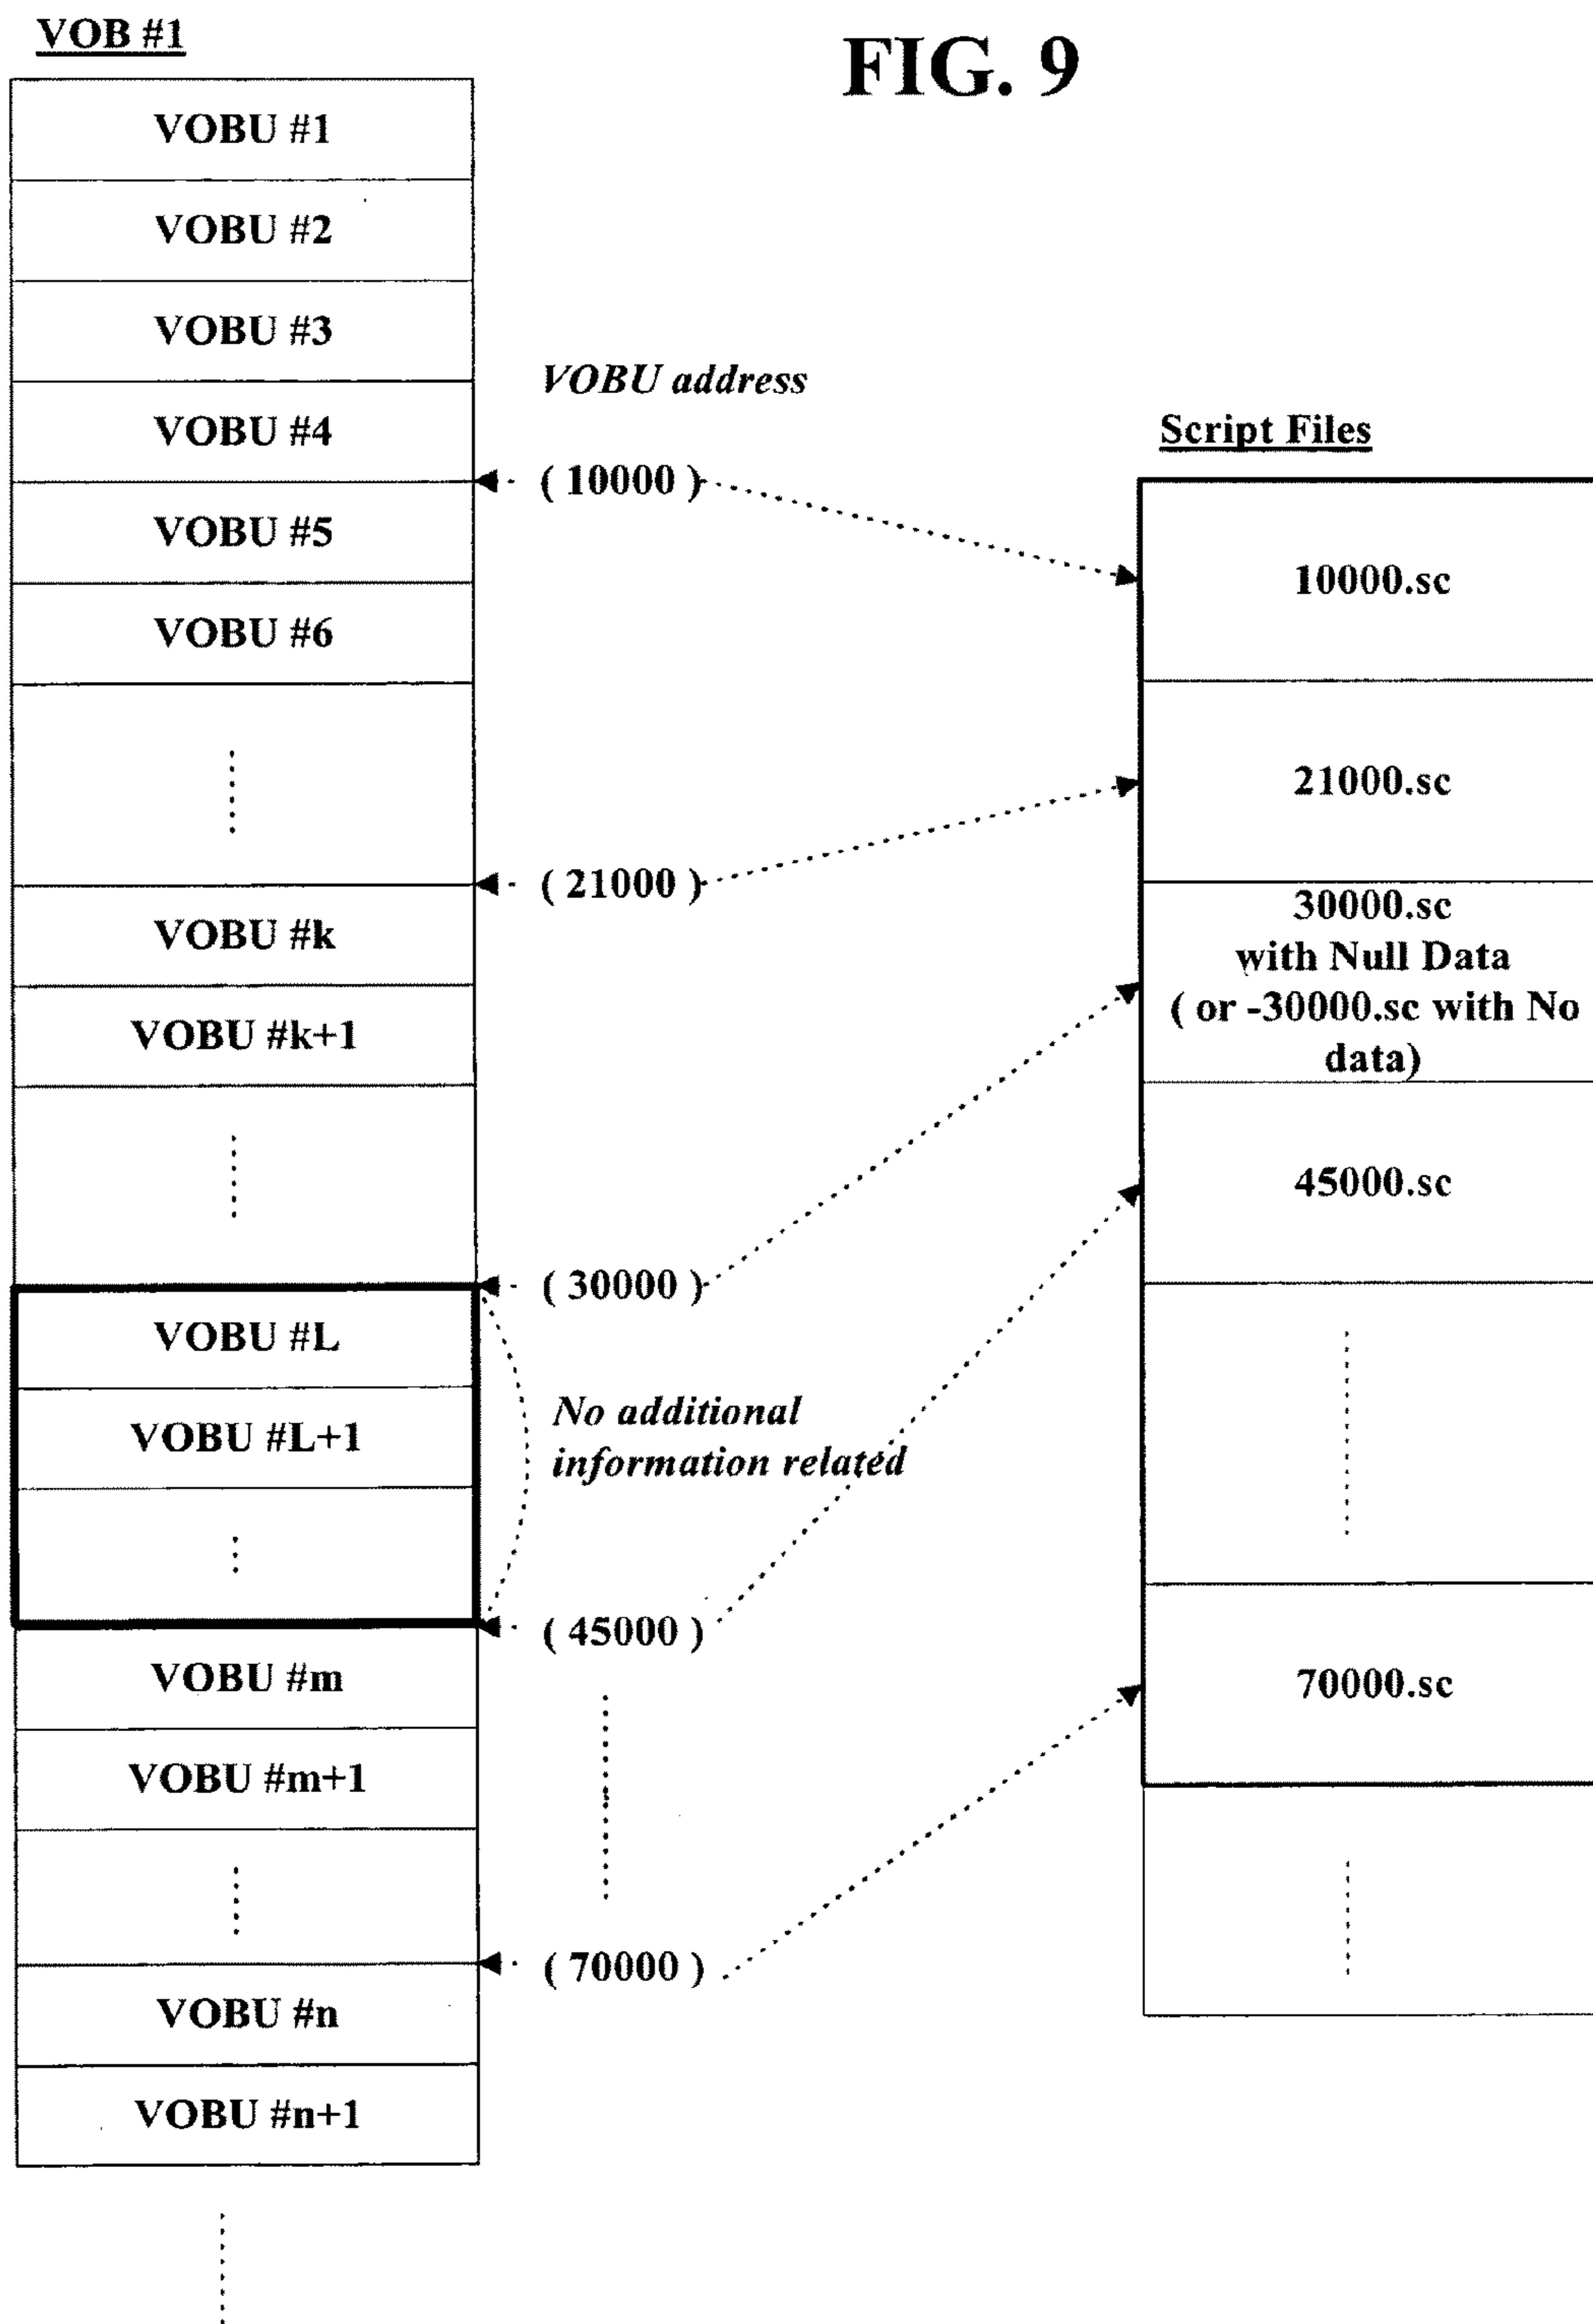 VOB #1
FIG. 9
VOBU #1
VOBU #2
VOBU #3
VOBU #4
VOBU #5
VOBU #6
VOBU #k
VOBU #k+1
VOBU #L
VOBU #L+1
VOBU #m
VOBU #m+1
VOBU #n
VOBU #n+1
VOBU address
( 10000 )
( 21000 )
( 30000 )
No additional
information related
( 45000 )
( 70000 )
Script Files
10000.sc
21000.sc
30000.sc
with Null Data
( or -30000.sc with No
data)
45000.sc
70000.sc